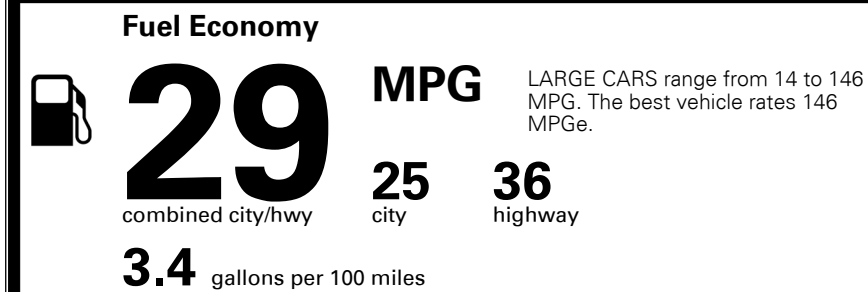 Fuel Economy
29 MPG
LARGE CARS range from 14 to 146
MPG. The best vehicle rates 146
MPGe.
25 36
combined city/hwy city highway
3.4 gallons per 100 miles